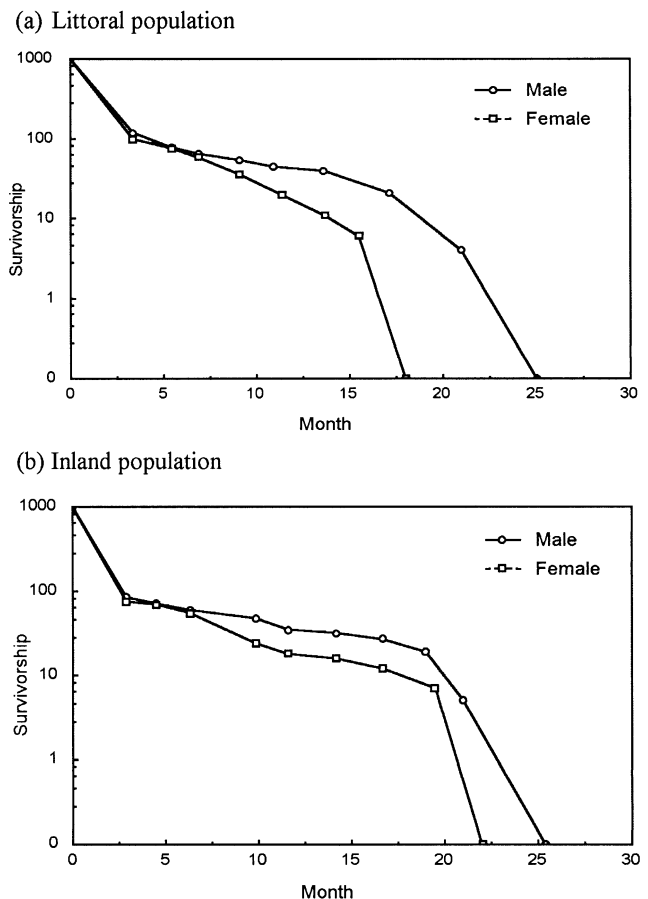 (a) Littoral population
1000
100
10
1
0
Survivorship
Male
Female
0 5 10 15 20 25 30
Month
(b) Inland population
1000
100
10
1
0
Survivorship
Male
Female
0 5 10 15 20 25 30
Month